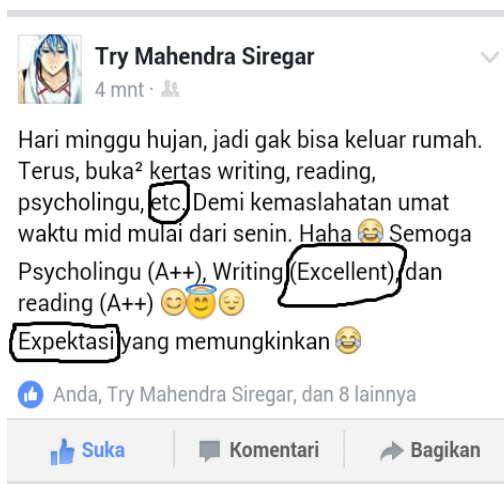 Try Mahendra Siregar
4 mnt ·
Hari minggu hujan, jadi gak bisa keluar rumah.
Terus, buka² kertas writing, reading,
psycholingu, etc. Demi kemaslahatan umat
waktu mid mulai dari senin. Haha 😂 Semoga
Psycholingu (A++), Writing (Excellent), dan
reading (A++) 😊😇😌
Expektasi yang memungkinkan 😂
Anda, Try Mahendra Siregar, dan 8 lainnya
Suka Komentari Bagikan